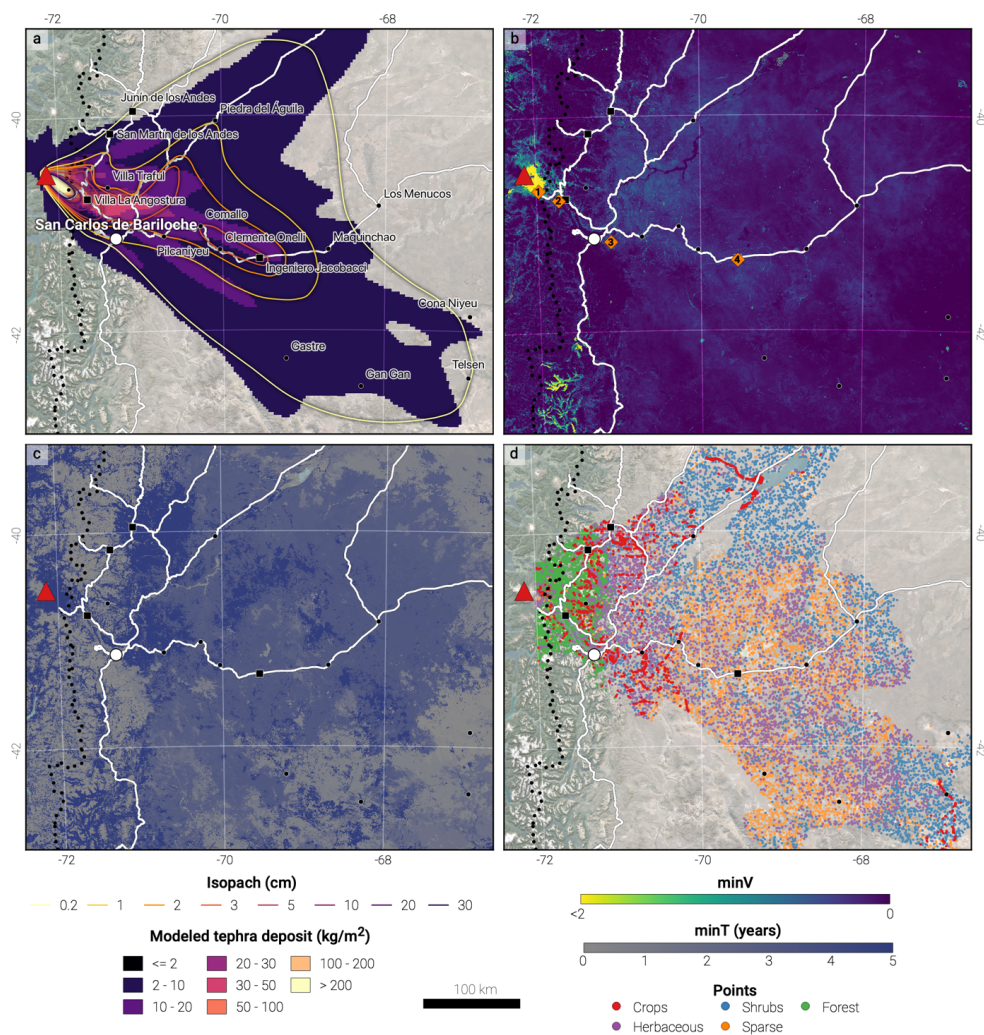 -72
-70
-68
-72
-70
-68
a
b
Junín de los Andes
Piedra del Águila
-40
-40
San Martín de los Andes
Villa Traful
Villa La Angostura
Los Menucos
1
2
Comallo
San Carlos de Bariloche
Clemente Onelli
Maquinchao
3
Pilcaniyeu
Ingeniero Jacobacci
4
Cona Niyeu
-42
-42
Gastre
Telsen
Gan Gan
c
d
-40
-40
-42
-42
-72
-70
-68
-72
-70
-68
Isopach (cm)
0.2 1 2 3 5 10 20 30
Modeled tephra deposit (kg/m²)
<= 2 20 - 30 100 - 200
2 - 10 30 - 50 > 200
10 - 20 50 - 100
100 km
minV
<2 0
minT (years)
0 1 2 3 4 5
Points
Crops Shrubs Forest
Herbaceous Sparse